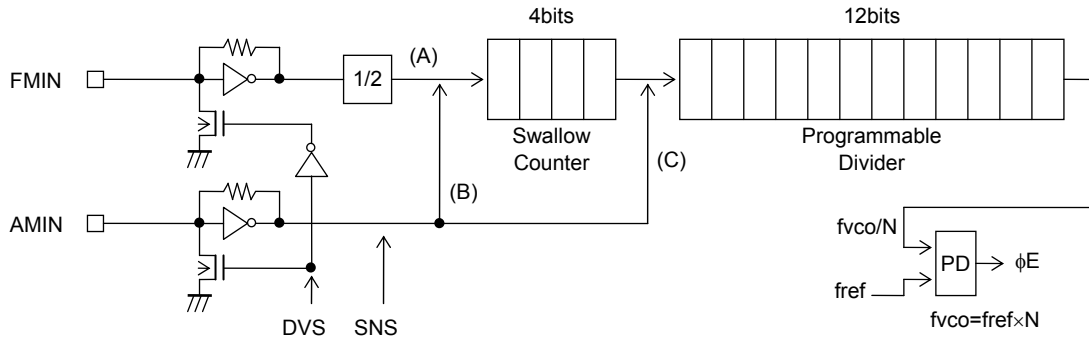 4bits
12bits
(A)
FMIN
1/2
Swallow
Counter
Programmable
Divider
(C)
(B)
AMIN
fvco/N
PD
ϕE
fref
DVS
SNS
fvco=fref×N